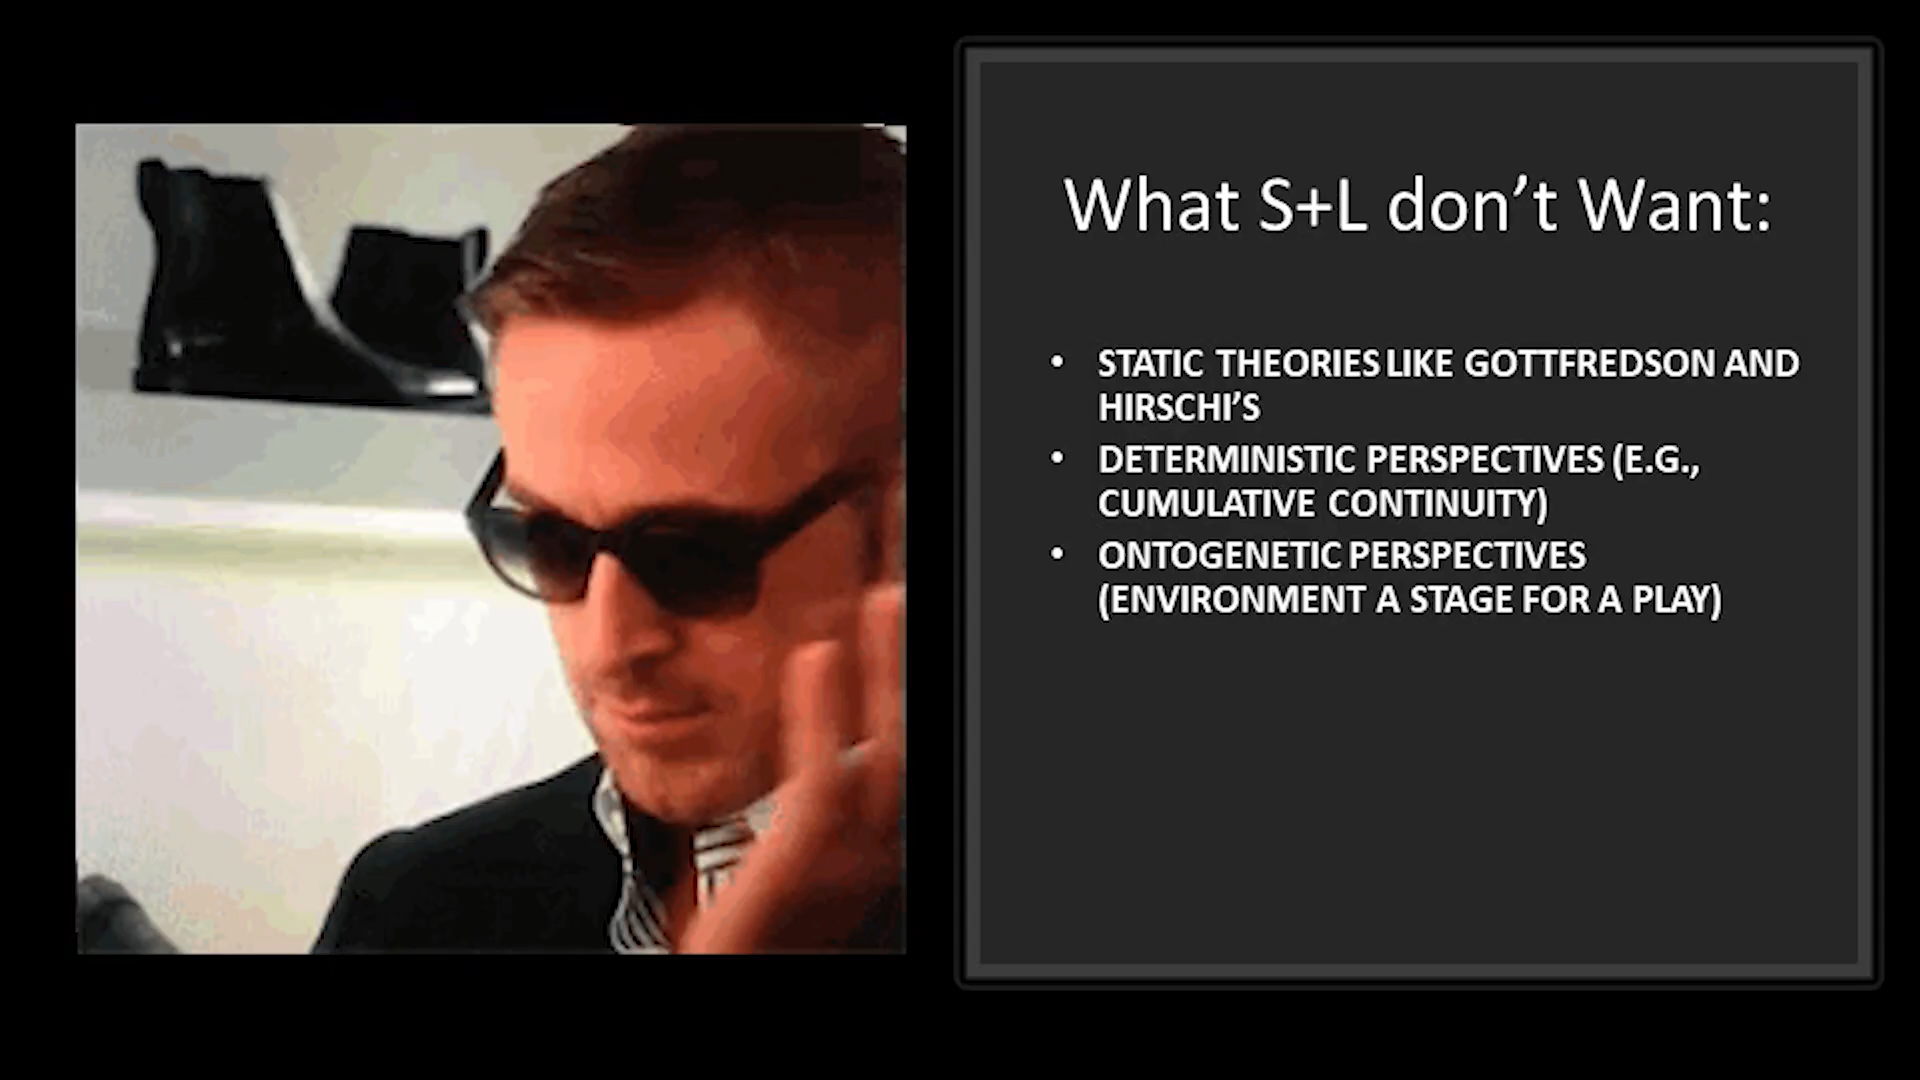 What S+L don’t Want:
• STATIC THEORIES LIKE GOTTFREDSON AND
HIRSCHI’S
• DETERMINISTIC PERSPECTIVES (E.G.,
CUMULATIVE CONTINUITY)
• ONTOGENETIC PERSPECTIVES
(ENVIRONMENT A STAGE FOR A PLAY)